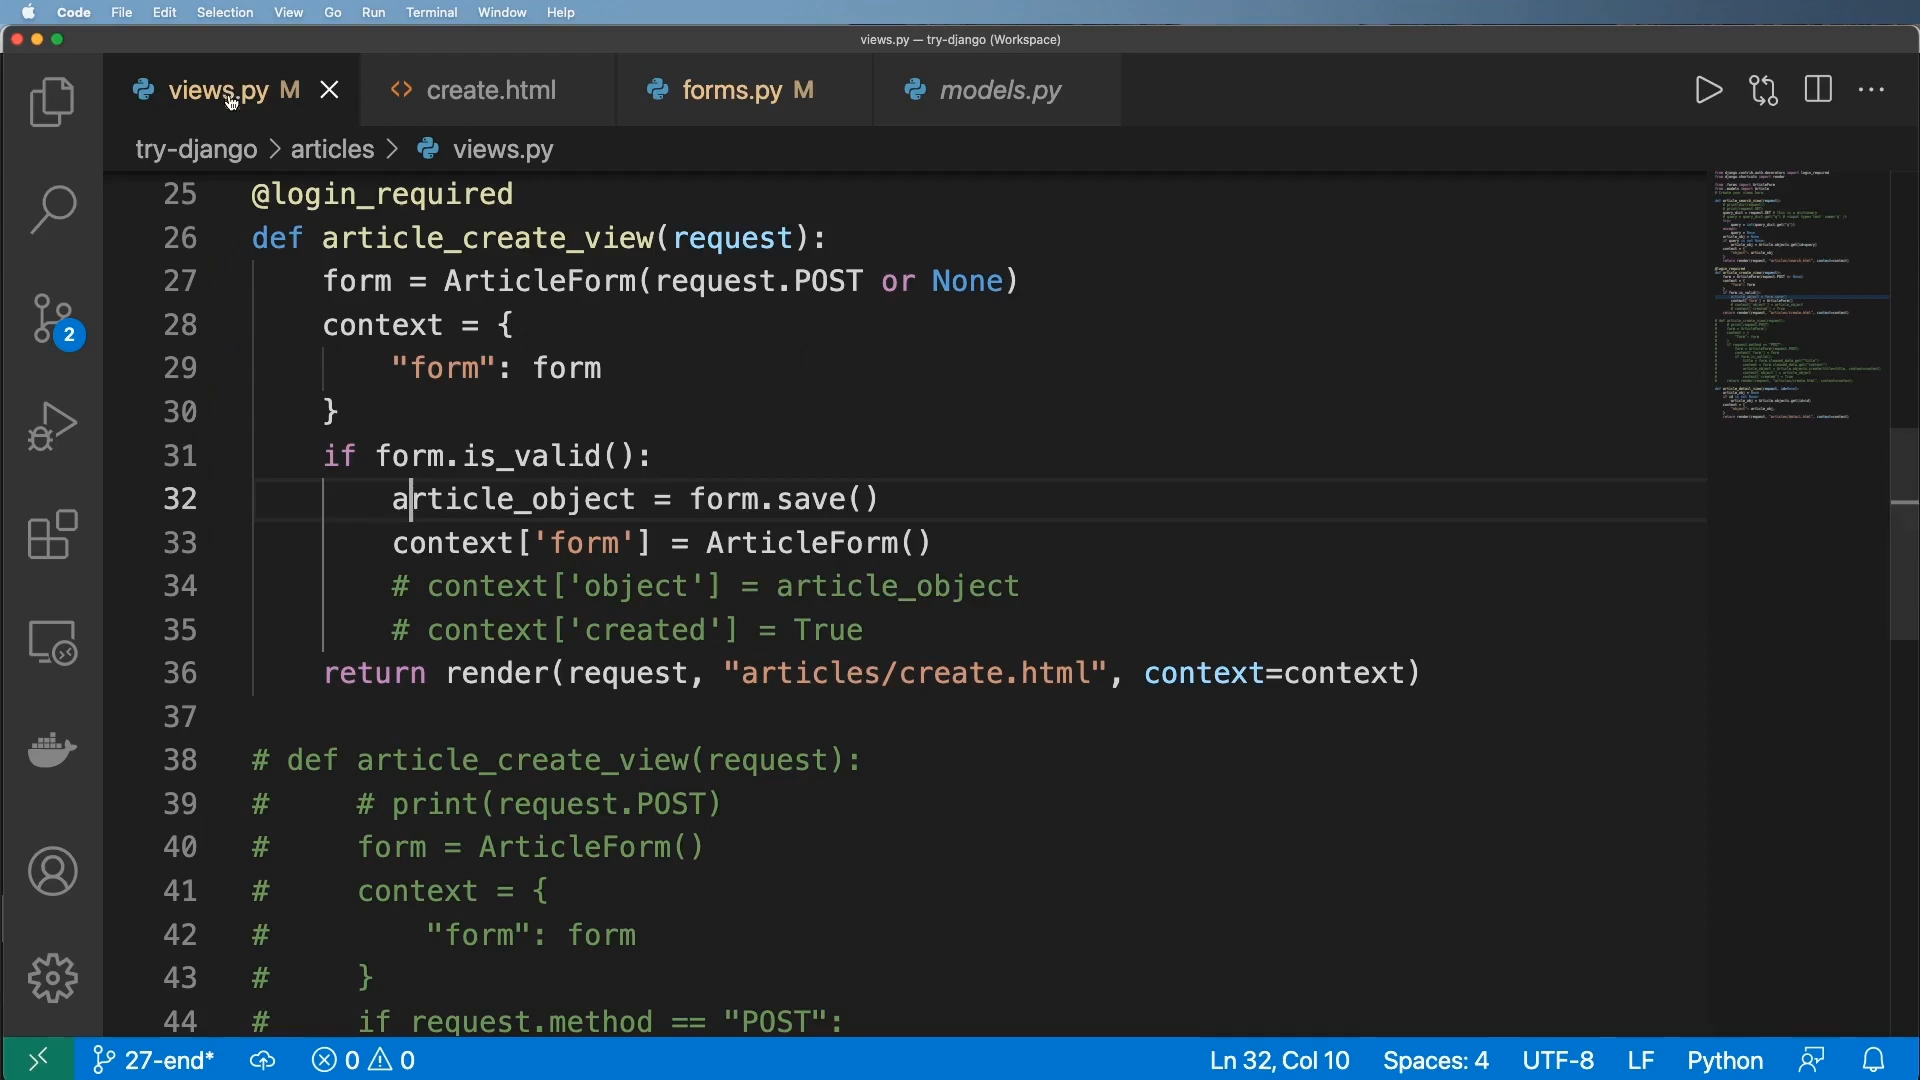 Code File Edit Selection View Go Run Terminal Window Help
views.py — try-django (Workspace)
views.py M create.html forms.py M models.py
try-django > articles > views.py
25 @login_required
26 def article_create_view(request):
27 form = ArticleForm(request.POST or None)
28 context = {
29 "form": form
30 }
31 if form.is_valid():
32 article_object = form.save()
33 context['form'] = ArticleForm()
34 # context['object'] = article_object
35 # context['created'] = True
36 return render(request, "articles/create.html", context=context)
37
38 # def article_create_view(request):
39 # # print(request.POST)
40 # form = ArticleForm()
41 # context = {
42 # "form": form
43 # }
44 # if request.method == "POST":
2
27-end* 0 0 Ln 32, Col 10 Spaces: 4 UTF-8 LF Python